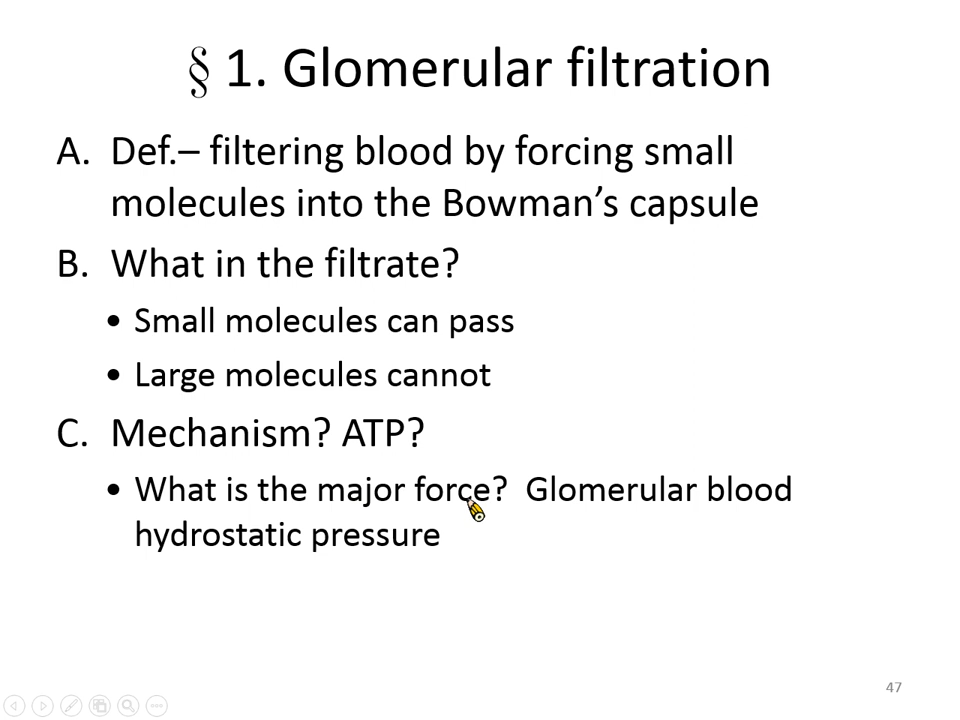 § 1. Glomerular filtration
A. Def.– filtering blood by forcing small
molecules into the Bowman’s capsule
B. What in the filtrate?
• Small molecules can pass
• Large molecules cannot
C. Mechanism? ATP?
• What is the major force? Glomerular blood
hydrostatic pressure
47